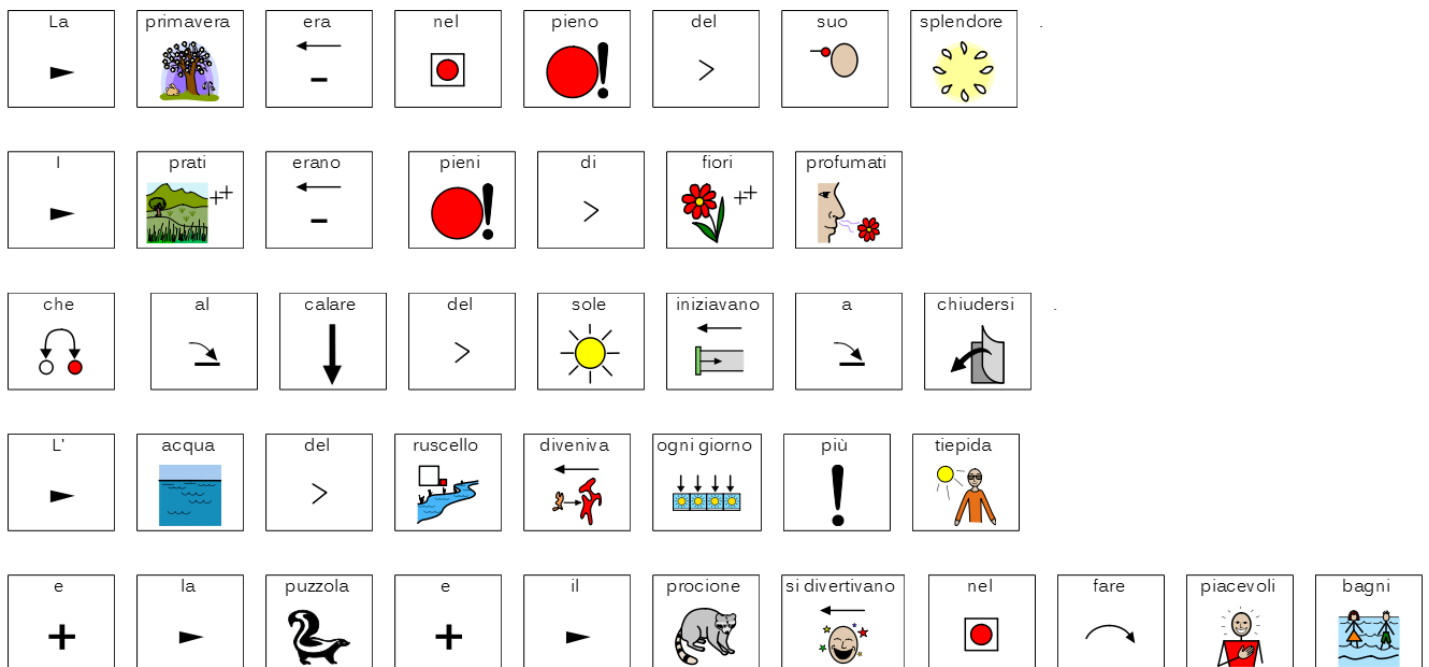 La primavera era nel pieno del suo splendore .
I prati erano pieni di fiori profumati
che al calare del sole iniziavano a chiudersi .
L' acqua del ruscello diveniva ogni giorno più tiepida
e la puzzola e il procione si divertivano nel fare piacevoli bagni